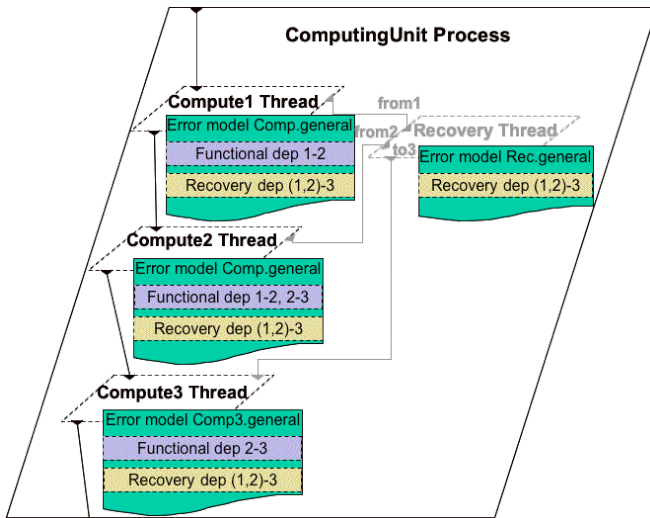 ComputingUnit Process
Compute1 Thread
from1
Error model Comp.general
Functional dep 1-2
Recovery dep (1,2)-3
from2
Recovery Thread
to3
Error model Rec.general
Recovery dep (1,2)-3
Compute2 Thread
Error model Comp.general
Functional dep 1-2, 2-3
Recovery dep (1,2)-3
Compute3 Thread
Error model Comp3.general
Functional dep 2-3
Recovery dep (1,2)-3